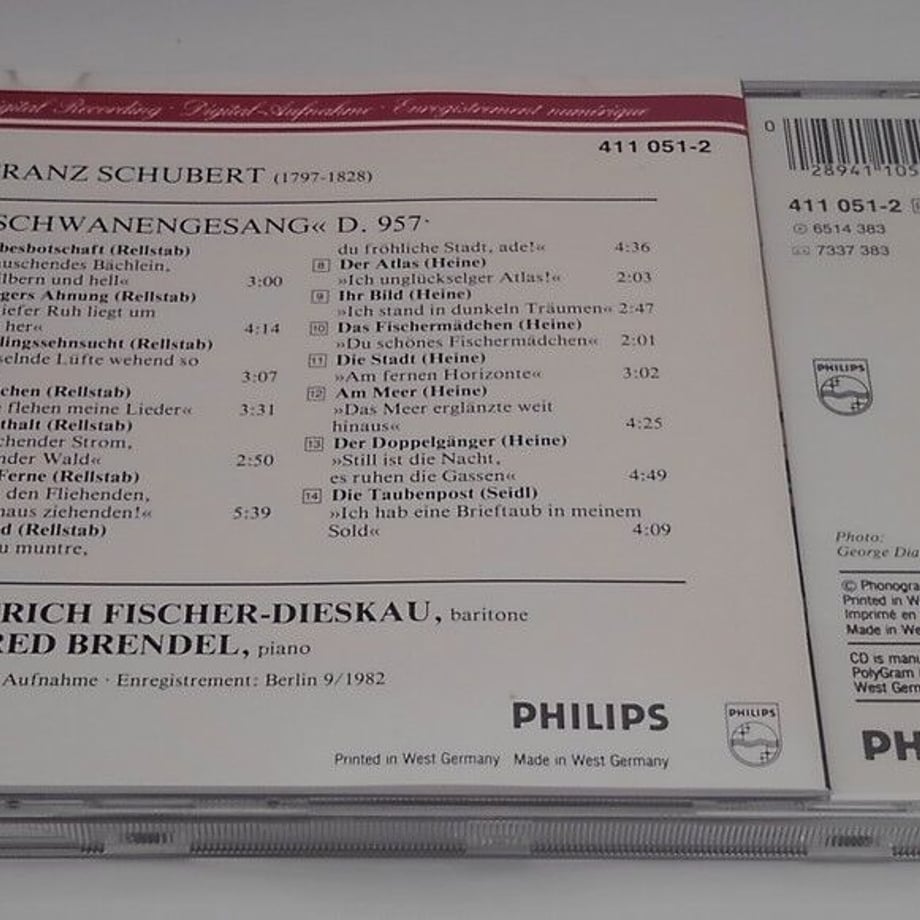 Recording · Digital-Aufnahme · Enregistrement numérique
411 051-2
RANZ SCHUBERT (1797-1828)
SCHWANENGESANG« D. 957
besbotschaft (Rellstab)
uschendes Bächlein,
lbern und hell« 3:00
gers Ahnung (Rellstab)
iefer Ruh liegt um
her« 4:14
lingssehnsucht (Rellstab)
selnde Lüfte wehend so
3:07
chen (Rellstab)
flehen meine Lieder« 3:31
thalt (Rellstab)
chender Strom,
nder Wald« 2:50
Ferne (Rellstab)
den Fliehenden,
haus ziehenden!« 5:39
d (Rellstab)
u muntre,
du fröhliche Stadt, ade!« 4:36
8 Der Atlas (Heine)
»Ich unglückselger Atlas!« 2:03
9 Ihr Bild (Heine)
»Ich stand in dunkeln Träumen« 2:47
10 Das Fischermädchen (Heine)
»Du schönes Fischermädchen« 2:01
11 Die Stadt (Heine)
»Am fernen Horizonte« 3:02
12 Am Meer (Heine)
»Das Meer erglänzte weit
hinaus« 4:25
13 Der Doppelgänger (Heine)
»Still ist die Nacht,
es ruhen die Gassen« 4:49
14 Die Taubenpost (Seidl)
»Ich hab eine Brieftaub in meinem
Sold« 4:09
RICH FISCHER-DIESKAU, baritone
RED BRENDEL, piano
Aufnahme · Enregistrement: Berlin 9/1982
PHILIPS
PHILIPS
Printed in West Germany Made in West Germany
0
28941 105
411 051-2
6514 383
7337 383
PHILIPS
Photo:
George Dia
© Phonogra
Printed in W
Imprimé en
Made in We
CD is manu
PolyGram
West Germ
PH